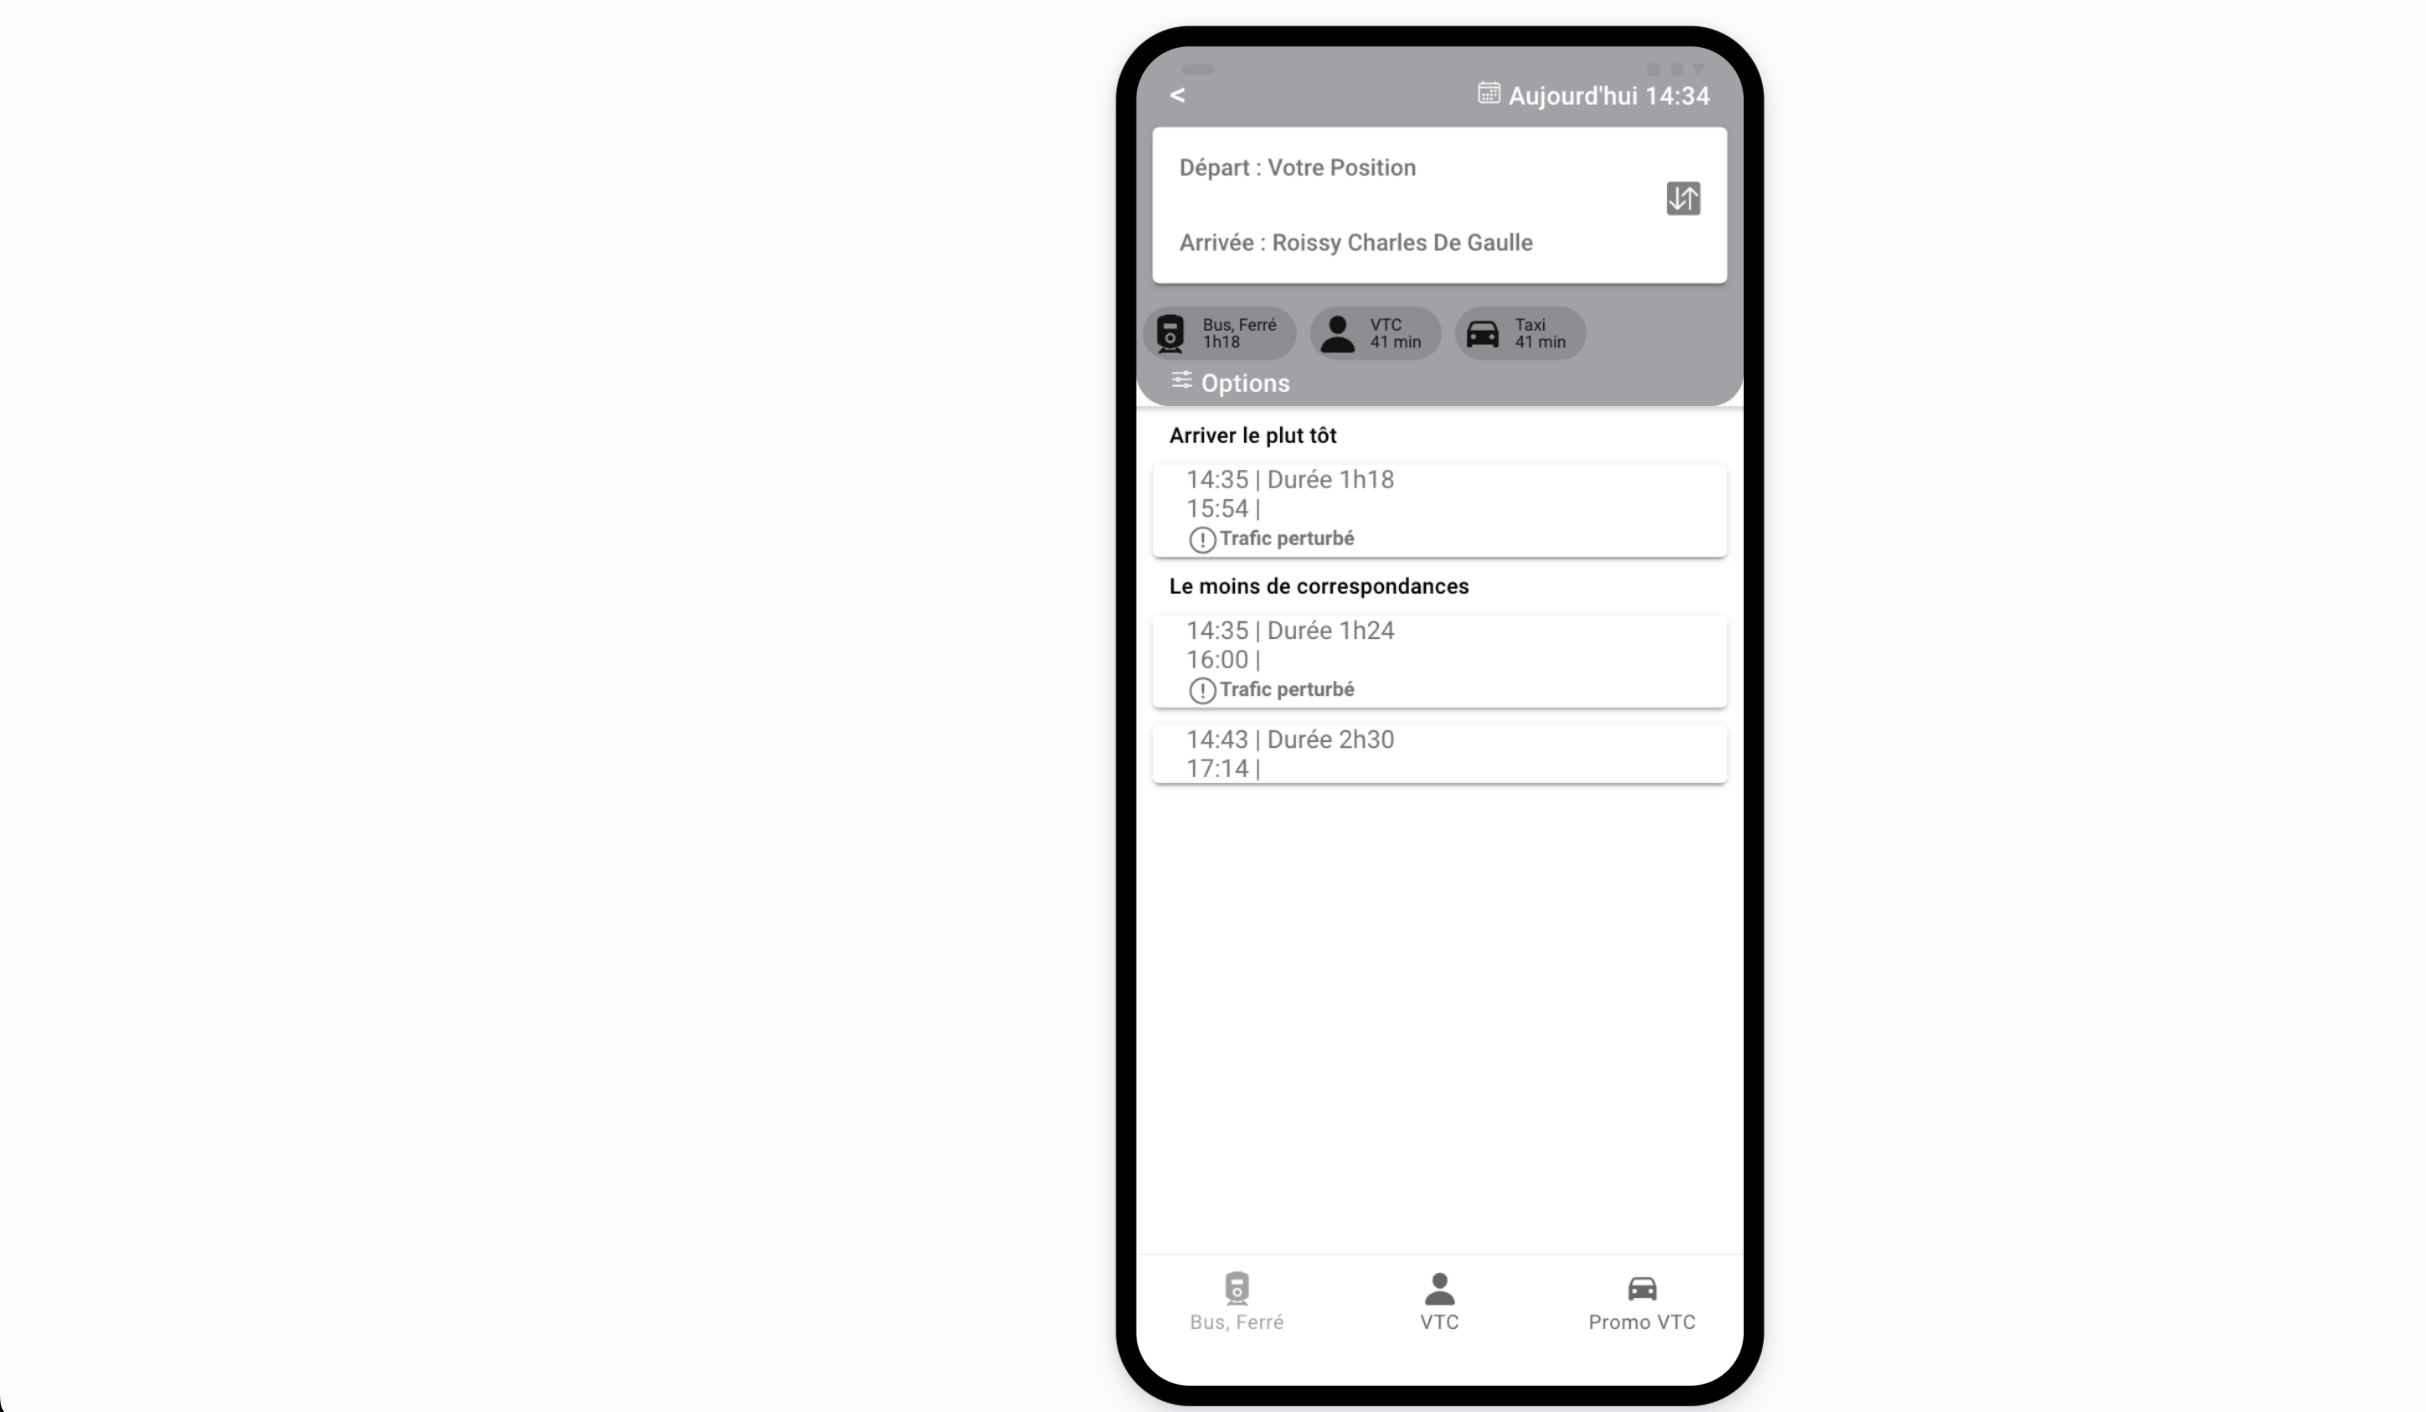 <
Aujourd'hui 14:34
Départ : Votre Position
Arrivée : Roissy Charles De Gaulle
Bus, Ferré
1h18
VTC
41 min
Taxi
41 min
Options
Arriver le plut tôt
14:35 | Durée 1h18
15:54 |
Trafic perturbé
Le moins de correspondances
14:35 | Durée 1h24
16:00 |
Trafic perturbé
14:43 | Durée 2h30
17:14 |
Bus, Ferré
VTC
Promo VTC